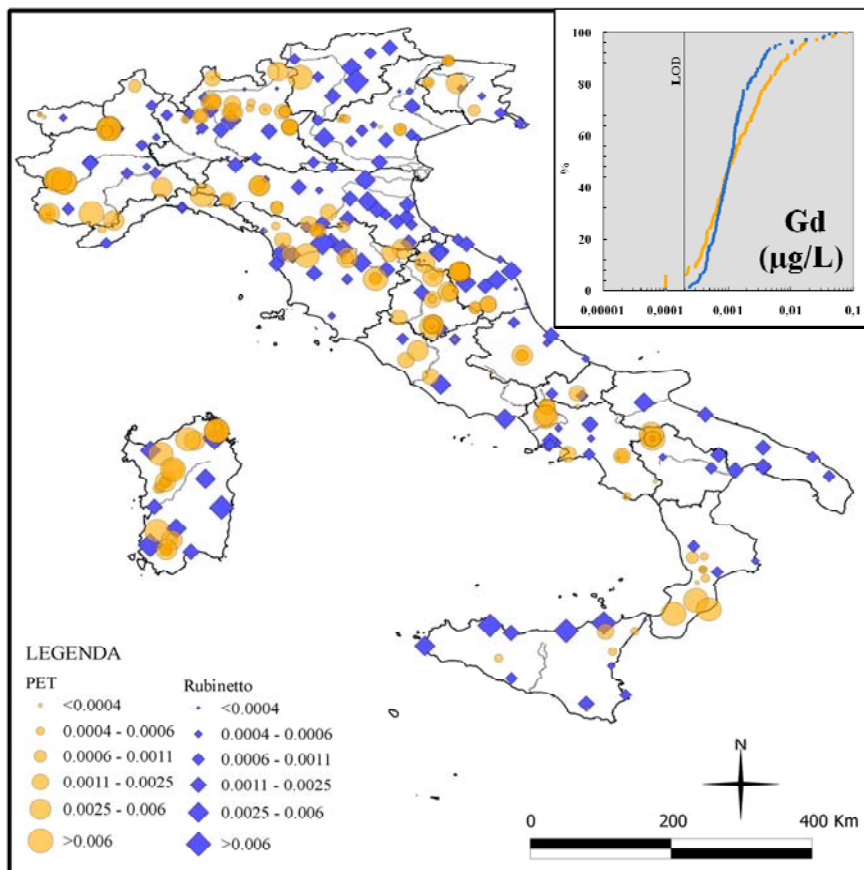 100
80
60
40
20
0
%
LOD
Gd
(µg/L)
0,00001 0,0001 0,001 0,01 0,1
LEGENDA
PET
<0.0004
0.0004 - 0.0006
0.0006 - 0.0011
0.0011 - 0.0025
0.0025 - 0.006
>0.006
Rubinetto
<0.0004
0.0004 - 0.0006
0.0006 - 0.0011
0.0011 - 0.0025
0.0025 - 0.006
>0.006
N
0 200 400 Km